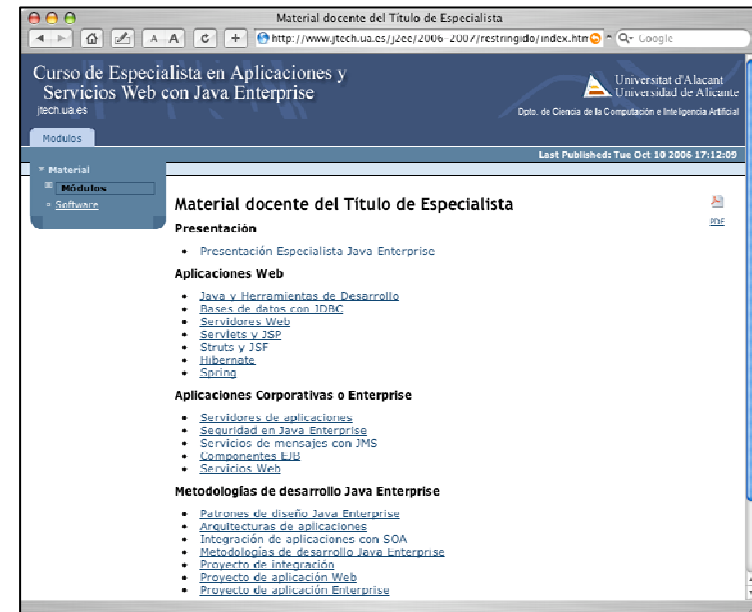 Material docente del Título de Especialista
A A C + http://www.jtech.ua.es/j2ee/2006-2007/restringido/index.htm Google
Curso de Especialista en Aplicaciones y
Servicios Web con Java Enterprise
jtech.ua.es
Universitat d'Alacant
Universidad de Alicante
Dpto. de Ciencia de la Computación e Inteligencia Artificial
Modulos
Last Published: Tue Oct 10 2006 17:12:09
Material
Módulos
Software
Material docente del Título de Especialista
PDF
Presentación
• Presentación Especialista Java Enterprise
Aplicaciones Web
• Java y Herramientas de Desarrollo
• Bases de datos con JDBC
• Servidores Web
• Servlets y JSP
• Struts y JSF
• Hibernate
• Spring
Aplicaciones Corporativas o Enterprise
• Servidores de aplicaciones
• Seguridad en Java Enterprise
• Servicios de mensajes con JMS
• Componentes EJB
• Servicios Web
Metodologías de desarrollo Java Enterprise
• Patrones de diseño Java Enterprise
• Arquitecturas de aplicaciones
• Integración de aplicaciones con SOA
• Metodologías de desarrollo Java Enterprise
• Proyecto de integración
• Proyecto de aplicación Web
• Proyecto de aplicación Enterprise